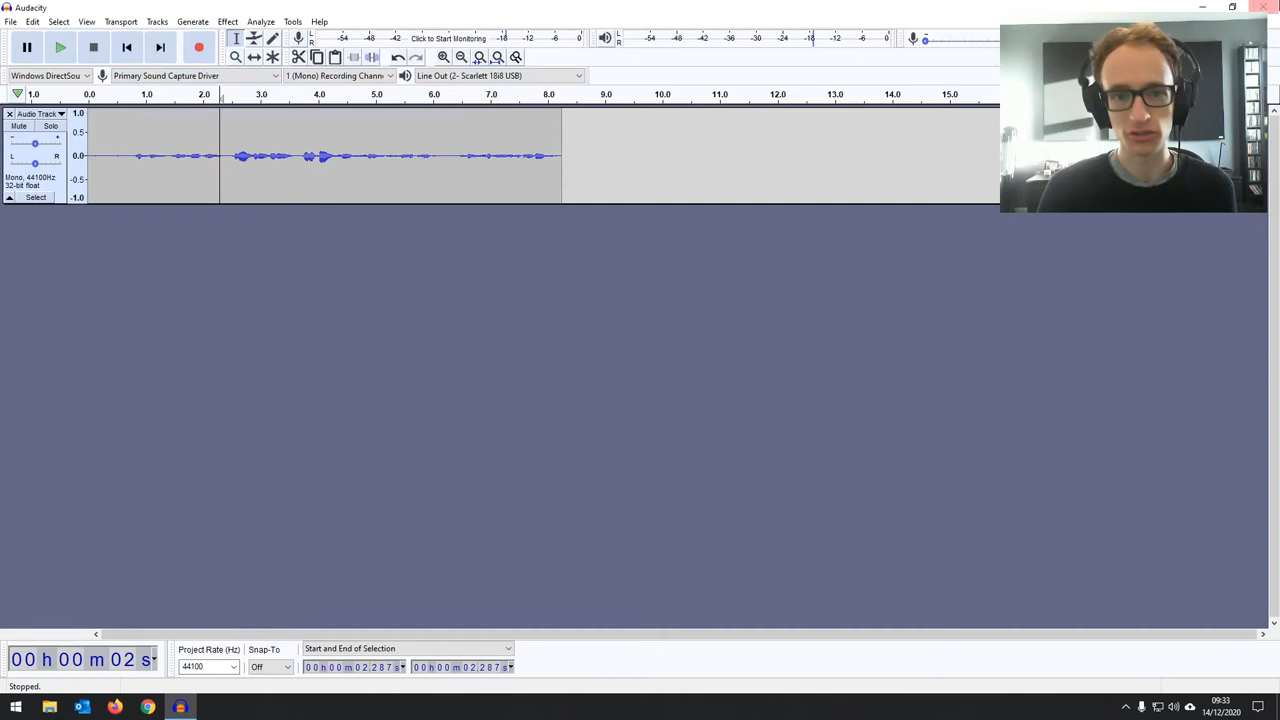 Audacity
File Edit Select View Transport Tracks Generate Effect Analyze Tools Help
L R -54 -48 -42 Click to Start Monitoring -18 -12 -6 0 L R -54 -48 -42 -36 -30 -24 -18 -12 -6 0
Windows DirectSou Primary Sound Capture Driver 1 (Mono) Recording Chann Line Out (2- Scarlett 18i8 USB)
1.0 0.0 1.0 2.0 3.0 4.0 5.0 6.0 7.0 8.0 9.0 10.0 11.0 12.0 13.0 14.0 15.0
Audio Track 1.0
Mute Solo 0.5
- +
L R 0.0
Mono, 44100Hz -0.5
32-bit float
Select -1.0
Project Rate (Hz) Snap-To Start and End of Selection
00 h 00 m 02 s 44100 Off 00 h 00 m 02.287 s 00 h 00 m 02.287 s
Stopped.
09:33
14/12/2020